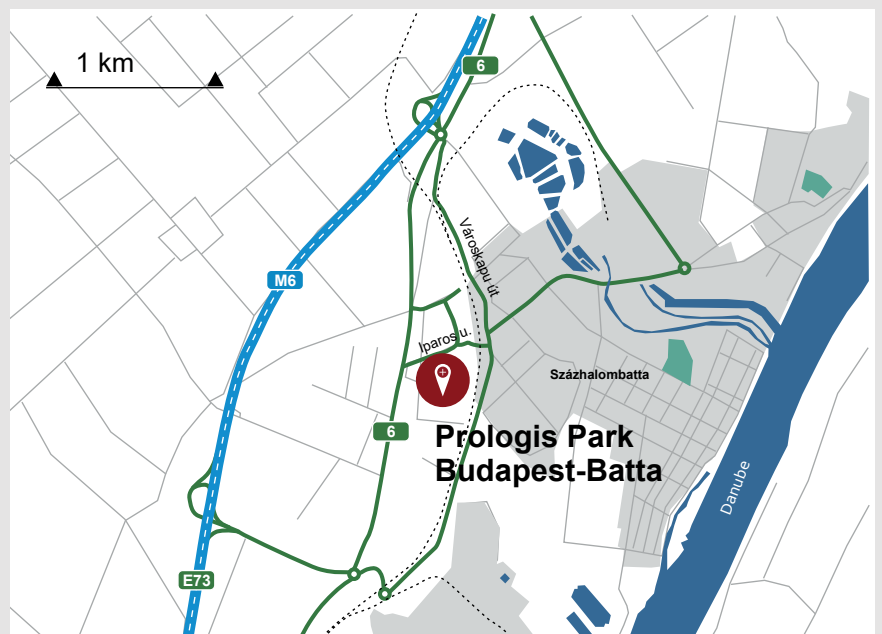 1 km
6
Városkapu út
M6
Iparos u.
Százhalombatta
6
Prologis Park
Budapest-Batta
Danube
E73